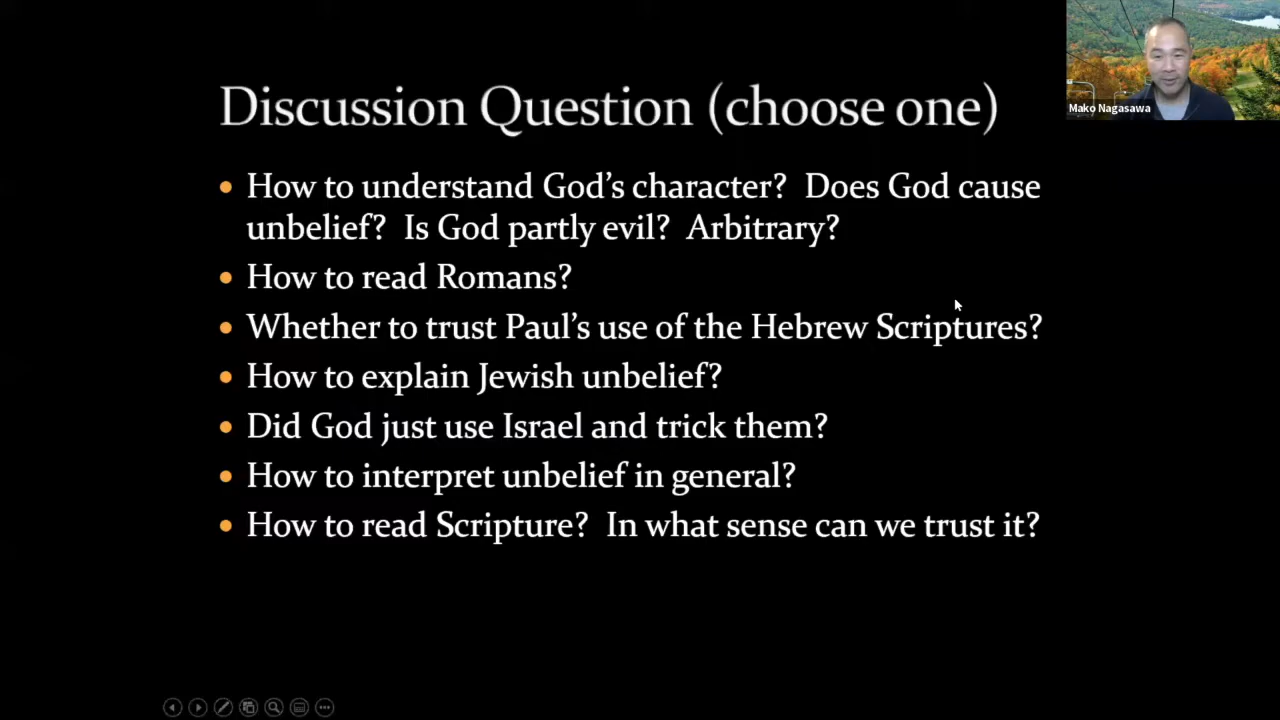 Discussion Question (choose one)
Mako Nagasawa
• How to understand God’s character?  Does God cause
unbelief?  Is God partly evil?  Arbitrary?
• How to read Romans?
• Whether to trust Paul’s use of the Hebrew Scriptures?
• How to explain Jewish unbelief?
• Did God just use Israel and trick them?
• How to interpret unbelief in general?
• How to read Scripture?  In what sense can we trust it?